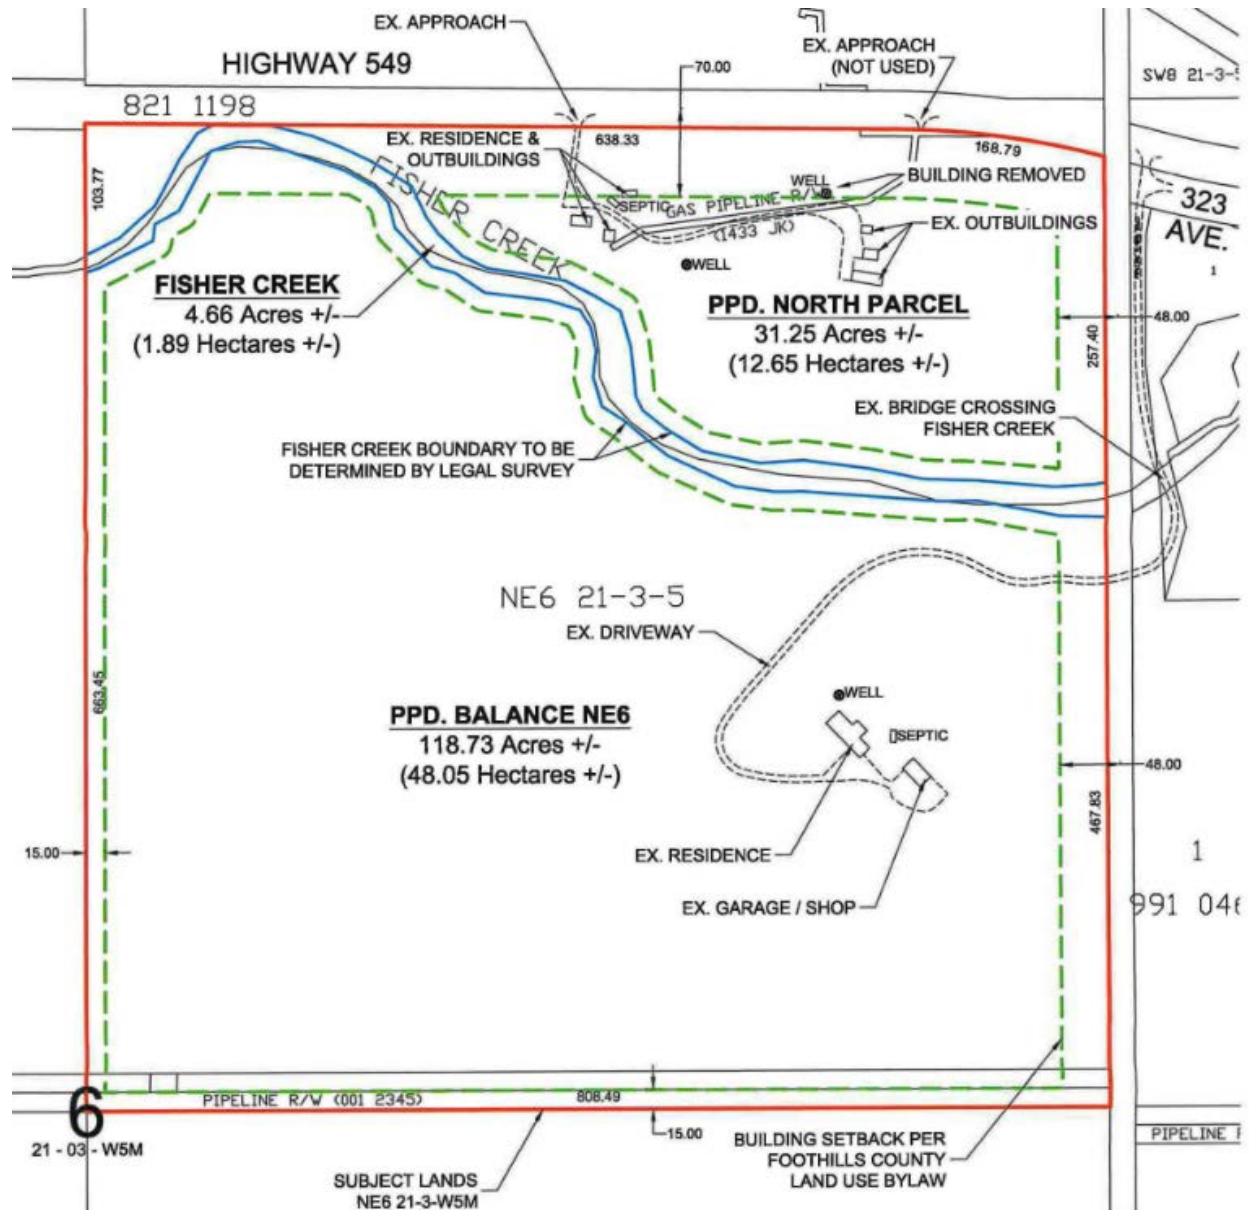 EX. APPROACH
HIGHWAY 549
70.00
EX. APPROACH
(NOT USED)
821 1198
EX. RESIDENCE &
OUTBUILDINGS
638.33
168.79
103.77
FISHER CREEK
WELL
BUILDING REMOVED
SEPTIC
GAS PIPELINE R/W
(1433 JK)
EX. OUTBUILDINGS
323
AVE.
1
WELL
FISHER CREEK
4.66 Acres +/-
(1.89 Hectares +/-)
PPD. NORTH PARCEL
31.25 Acres +/-
(12.65 Hectares +/-)
48.00
257.40
EX. BRIDGE CROSSING
FISHER CREEK
FISHER CREEK BOUNDARY TO BE
DETERMINED BY LEGAL SURVEY
NE6 21-3-5
EX. DRIVEWAY
663.45
WELL
SEPTIC
PPD. BALANCE NE6
118.73 Acres +/-
(48.05 Hectares +/-)
48.00
467.83
15.00
EX. RESIDENCE
EX. GARAGE / SHOP
1
991 046
PIPELINE R/W (001 2345)
808.49
6
21 - 03 - W5M
15.00
BUILDING SETBACK PER
FOOTHILLS COUNTY
LAND USE BYLAW
PIPELINE
SUBJECT LANDS
NE6 21-3-W5M